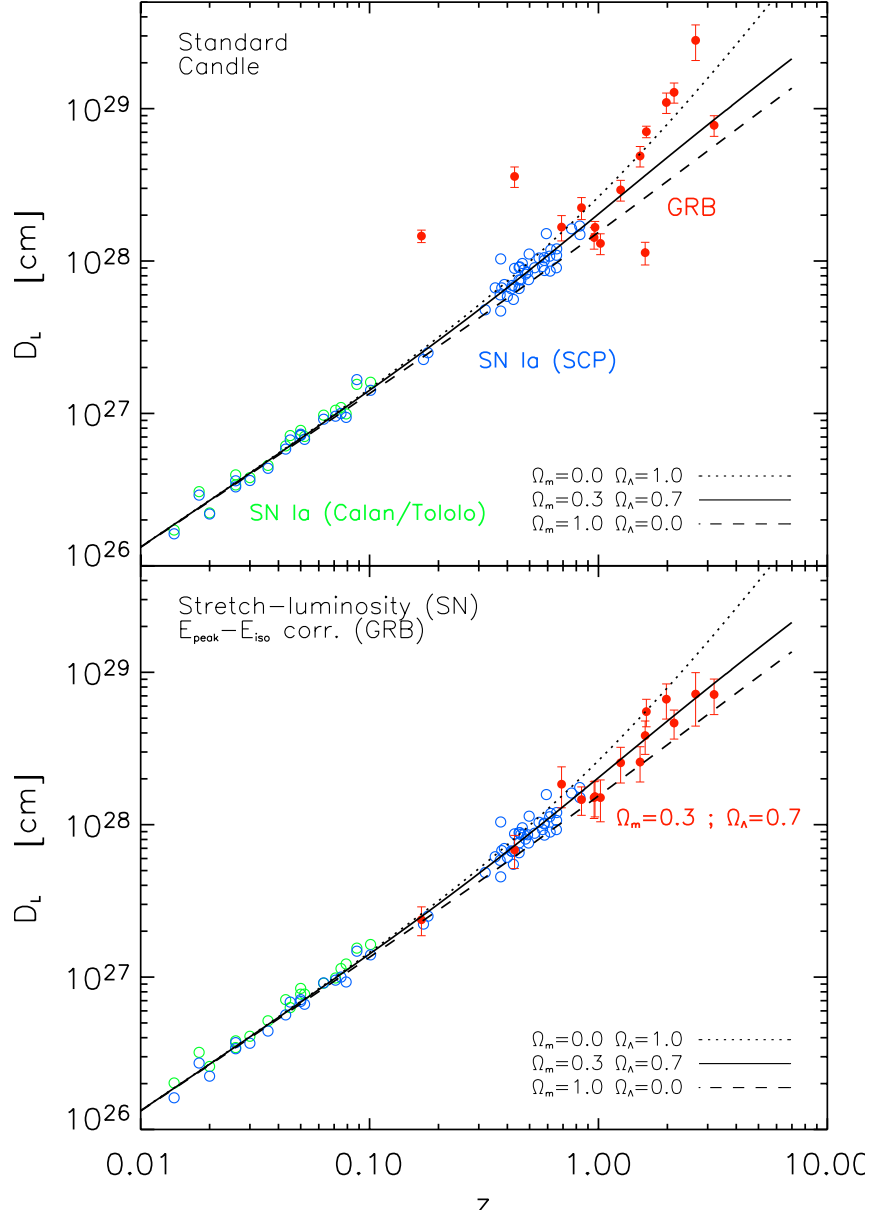 Standard
Candle
10^29
GRB
10^28
D_L [cm]
SN Ia (SCP)
10^27
Ω_m=0.0 Ω_Λ=1.0
Ω_m=0.3 Ω_Λ=0.7
SN Ia (Calan/Tololo)
Ω_m=1.0 Ω_Λ=0.0
10^26
Stretch-luminosity (SN)
E_peak-E_iso corr. (GRB)
10^29
10^28
Ω_m=0.3 ; Ω_Λ=0.7
D_L [cm]
10^27
Ω_m=0.0 Ω_Λ=1.0
Ω_m=0.3 Ω_Λ=0.7
Ω_m=1.0 Ω_Λ=0.0
10^26
0.01 0.10 1.00 10.00